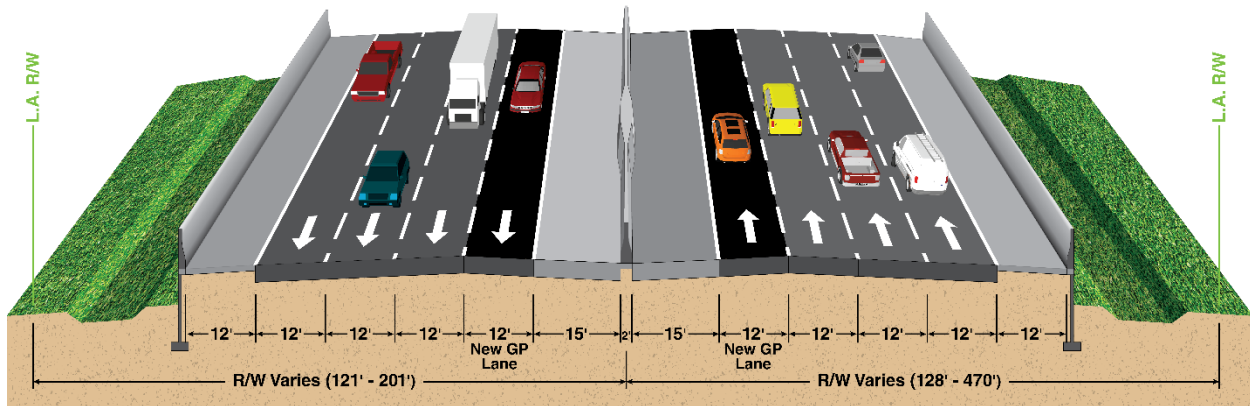 L.A. R/W
L.A. R/W
12' 12' 12' 12' 12' 15' 2' 15' 12' 12' 12' 12' 12'
New GP
Lane
New GP
Lane
R/W Varies (121' - 201') R/W Varies (128' - 470')